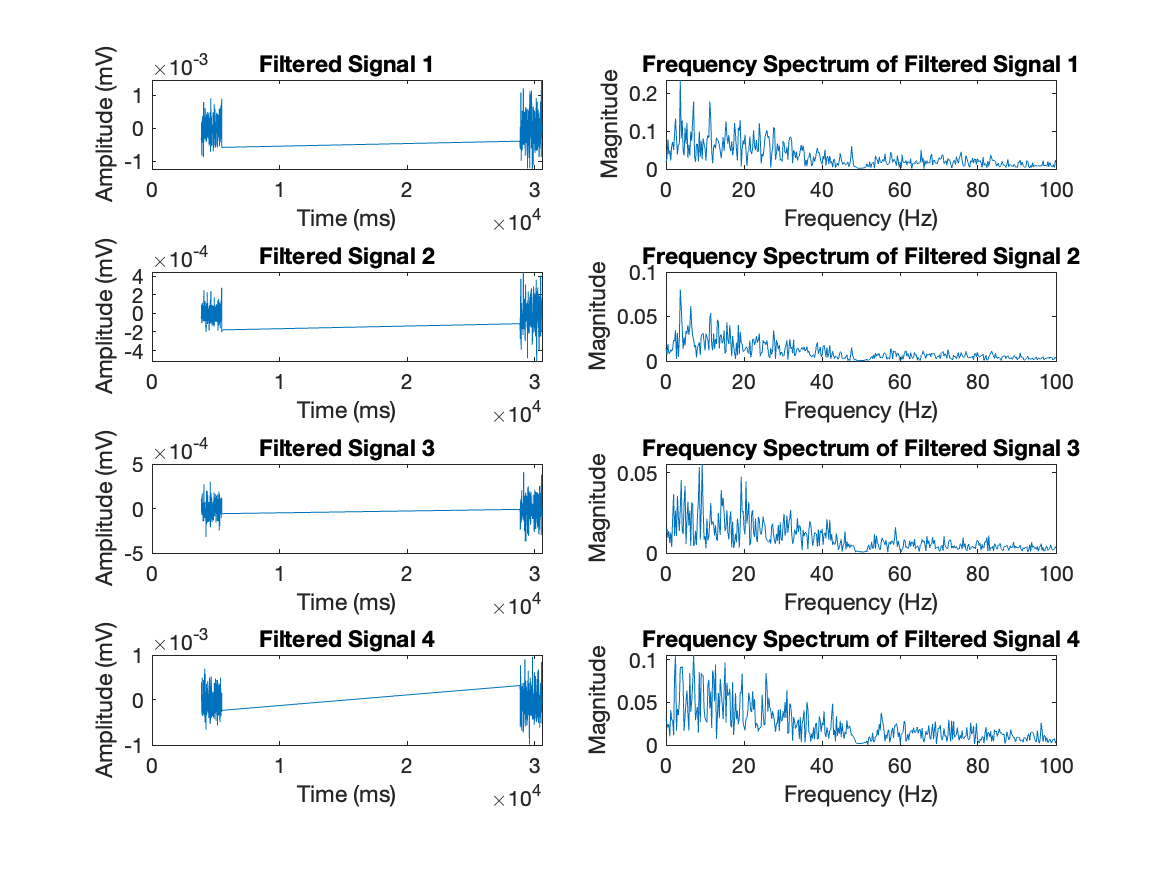 Filtered Signal 1
×10⁻³
Amplitude (mV)
1
0
-1
0 1 2 3
Time (ms)
×10⁴
Frequency Spectrum of Filtered Signal 1
Magnitude
0.2
0.1
0
0 20 40 60 80 100
Frequency (Hz)
Filtered Signal 2
×10⁻⁴
Amplitude (mV)
4
2
0
-2
-4
0 1 2 3
Time (ms)
×10⁴
Frequency Spectrum of Filtered Signal 2
Magnitude
0.1
0.05
0
0 20 40 60 80 100
Frequency (Hz)
Filtered Signal 3
×10⁻⁴
Amplitude (mV)
5
0
-5
0 1 2 3
Time (ms)
×10⁴
Frequency Spectrum of Filtered Signal 3
Magnitude
0.05
0
0 20 40 60 80 100
Frequency (Hz)
Filtered Signal 4
×10⁻³
Amplitude (mV)
1
0
-1
0 1 2 3
Time (ms)
×10⁴
Frequency Spectrum of Filtered Signal 4
Magnitude
0.1
0.05
0
0 20 40 60 80 100
Frequency (Hz)